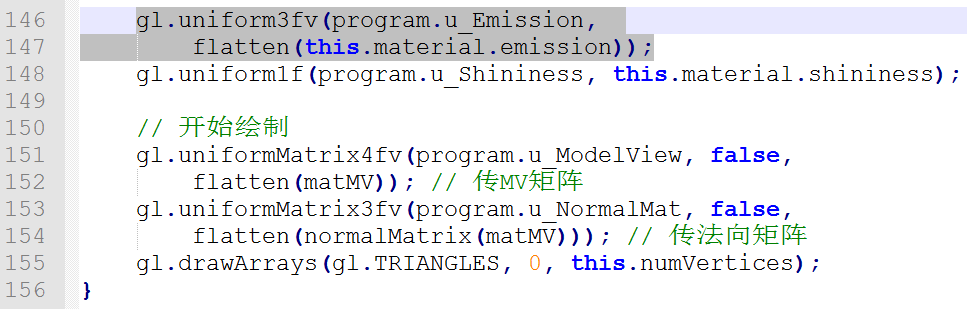 146 gl.uniform3fv(program.u_Emission,
147 flatten(this.material.emission));
148 gl.uniform1f(program.u_Shininess, this.material.shininess);
149
150 // 开始绘制
151 gl.uniformMatrix4fv(program.u_ModelView, false,
152 flatten(matMV)); // 传MV矩阵
153 gl.uniformMatrix3fv(program.u_NormalMat, false,
154 flatten(normalMatrix(matMV))); // 传法向矩阵
155 gl.drawArrays(gl.TRIANGLES, 0, this.numVertices);
156 }